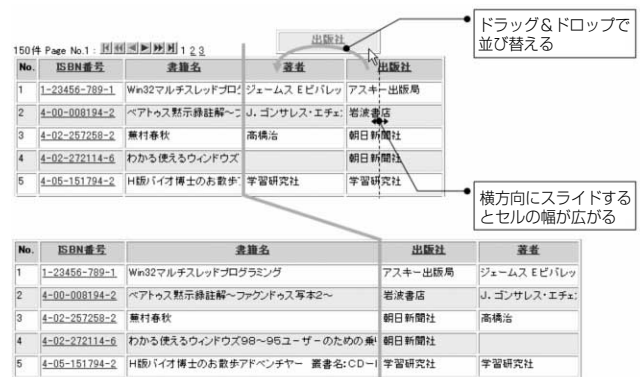 ドラッグ＆ドロップで
並び替える
出版社
150件 Page No.1 : 1 2 3
No. ISBN番号 書籍名 著者 出版社
1 1-23456-789-1 Win32マルチスレッドプログ ジェームス Eビバレッ アスキー出版局
2 4-00-008194-2 ベアトゥス黙示録註解～フ J. ゴンサレス・エチェ 岩波書店
3 4-02-257258-2 蕪村春秋 高橋治 朝日新聞社
4 4-02-272114-6 わかる使えるウィンドウズ 朝日新聞社
5 4-05-151794-2 H版バイオ博士のお散歩 学習研究社 学習研究社
横方向にスライドする
とセルの幅が広がる
No. ISBN番号 書籍名 出版社 著者
1 1-23456-789-1 Win32マルチスレッドプログラミング アスキー出版局 ジェームス Eビバレッ
2 4-00-008194-2 ベアトゥス黙示録註解～ファクンドゥス写本2～ 岩波書店 J. ゴンサレス・エチェ
3 4-02-257258-2 蕪村春秋 朝日新聞社 高橋治
4 4-02-272114-6 わかる使えるウィンドウズ98～95ユーザーのための乗 朝日新聞社
5 4-05-151794-2 H版バイオ博士のお散歩アドベンチャー 叢書名:CD－ 学習研究社 学習研究社